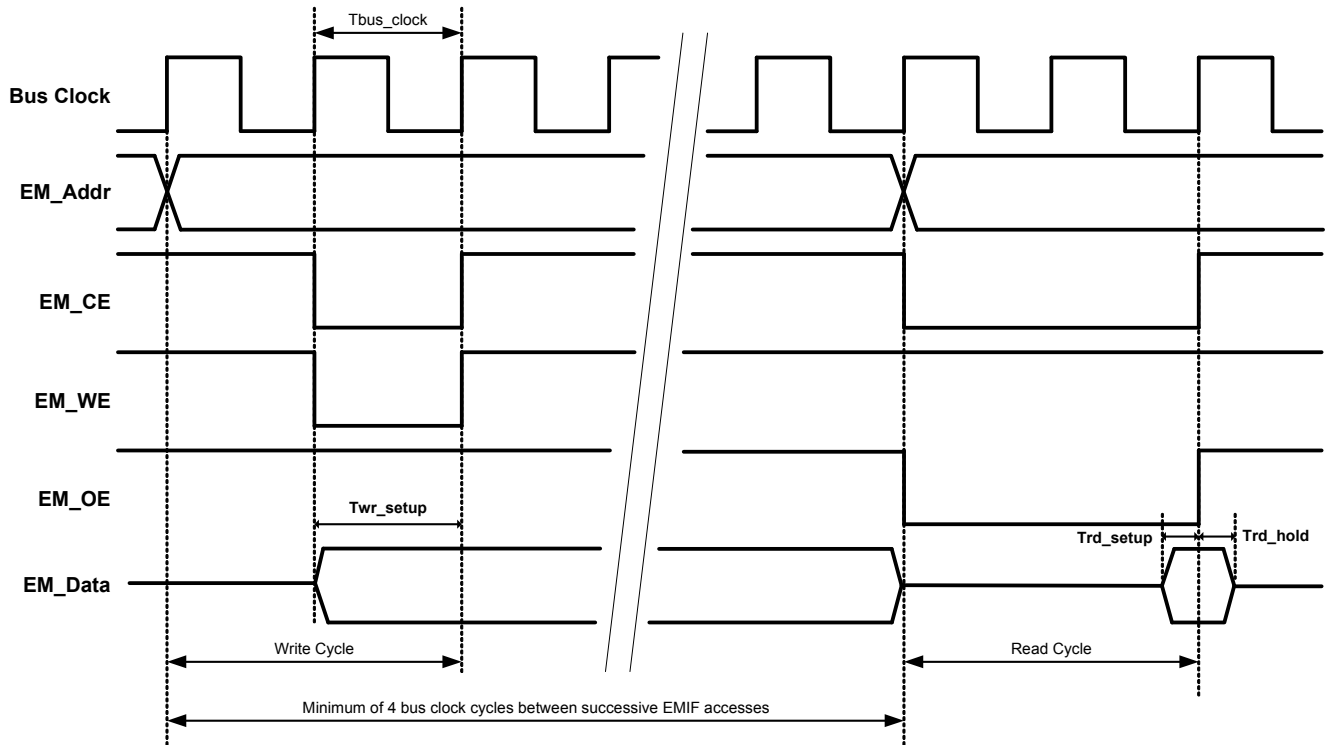 Tbus_clock
Bus Clock
EM_Addr
EM_CE
EM_WE
EM_OE
Twr_setup
Trd_setup
Trd_hold
EM_Data
Write Cycle
Read Cycle
Minimum of 4 bus clock cycles between successive EMIF accesses